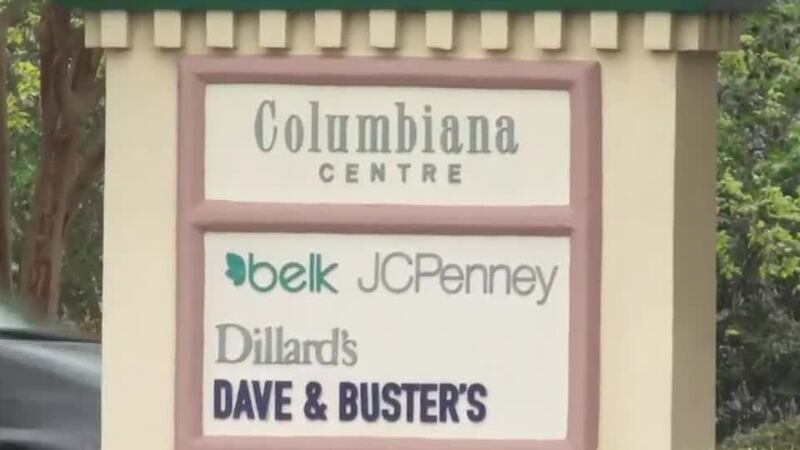 Columbiana
CENTRE
belk JCPenney
Dillard's
DAVE & BUSTER'S